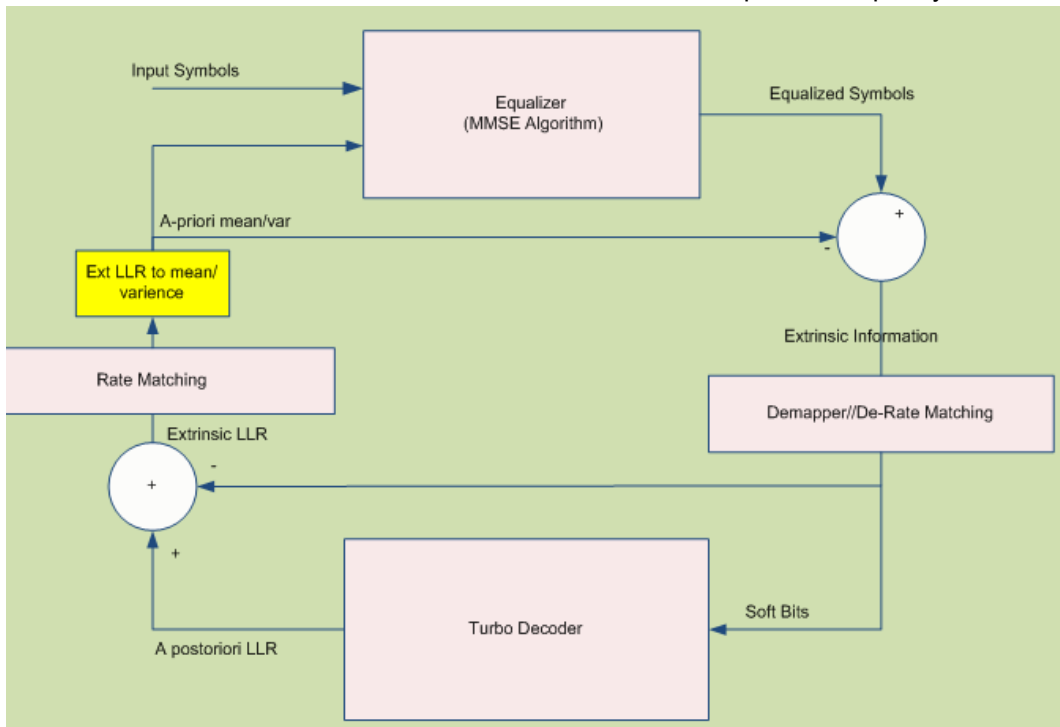 Input Symbols
Equalizer
(MMSE Algorithm)
Equalized Symbols
+
-
A-priori mean/var
Ext LLR to mean/
varience
Extrinsic Information
Rate Matching
Demapper//De-Rate Matching
Extrinsic LLR
-
+
+
Turbo Decoder
Soft Bits
A postoriori LLR